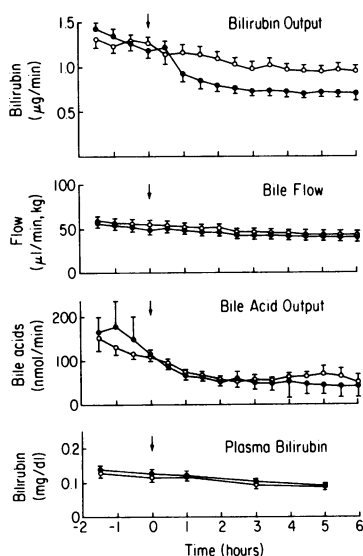 Bilirubin Output
1.5
1.0
0.5
Bilirubin
(µg/min)
Bile Flow
100
50
0
Flow
(µl/min, kg)
Bile Acid Output
200
100
0
Bile acids
(nmol/min)
Plasma Bilirubin
0.2
0.1
0
Bilirubin
(mg/dl)
-2 -1 0 1 2 3 4 5 6
Time (hours)